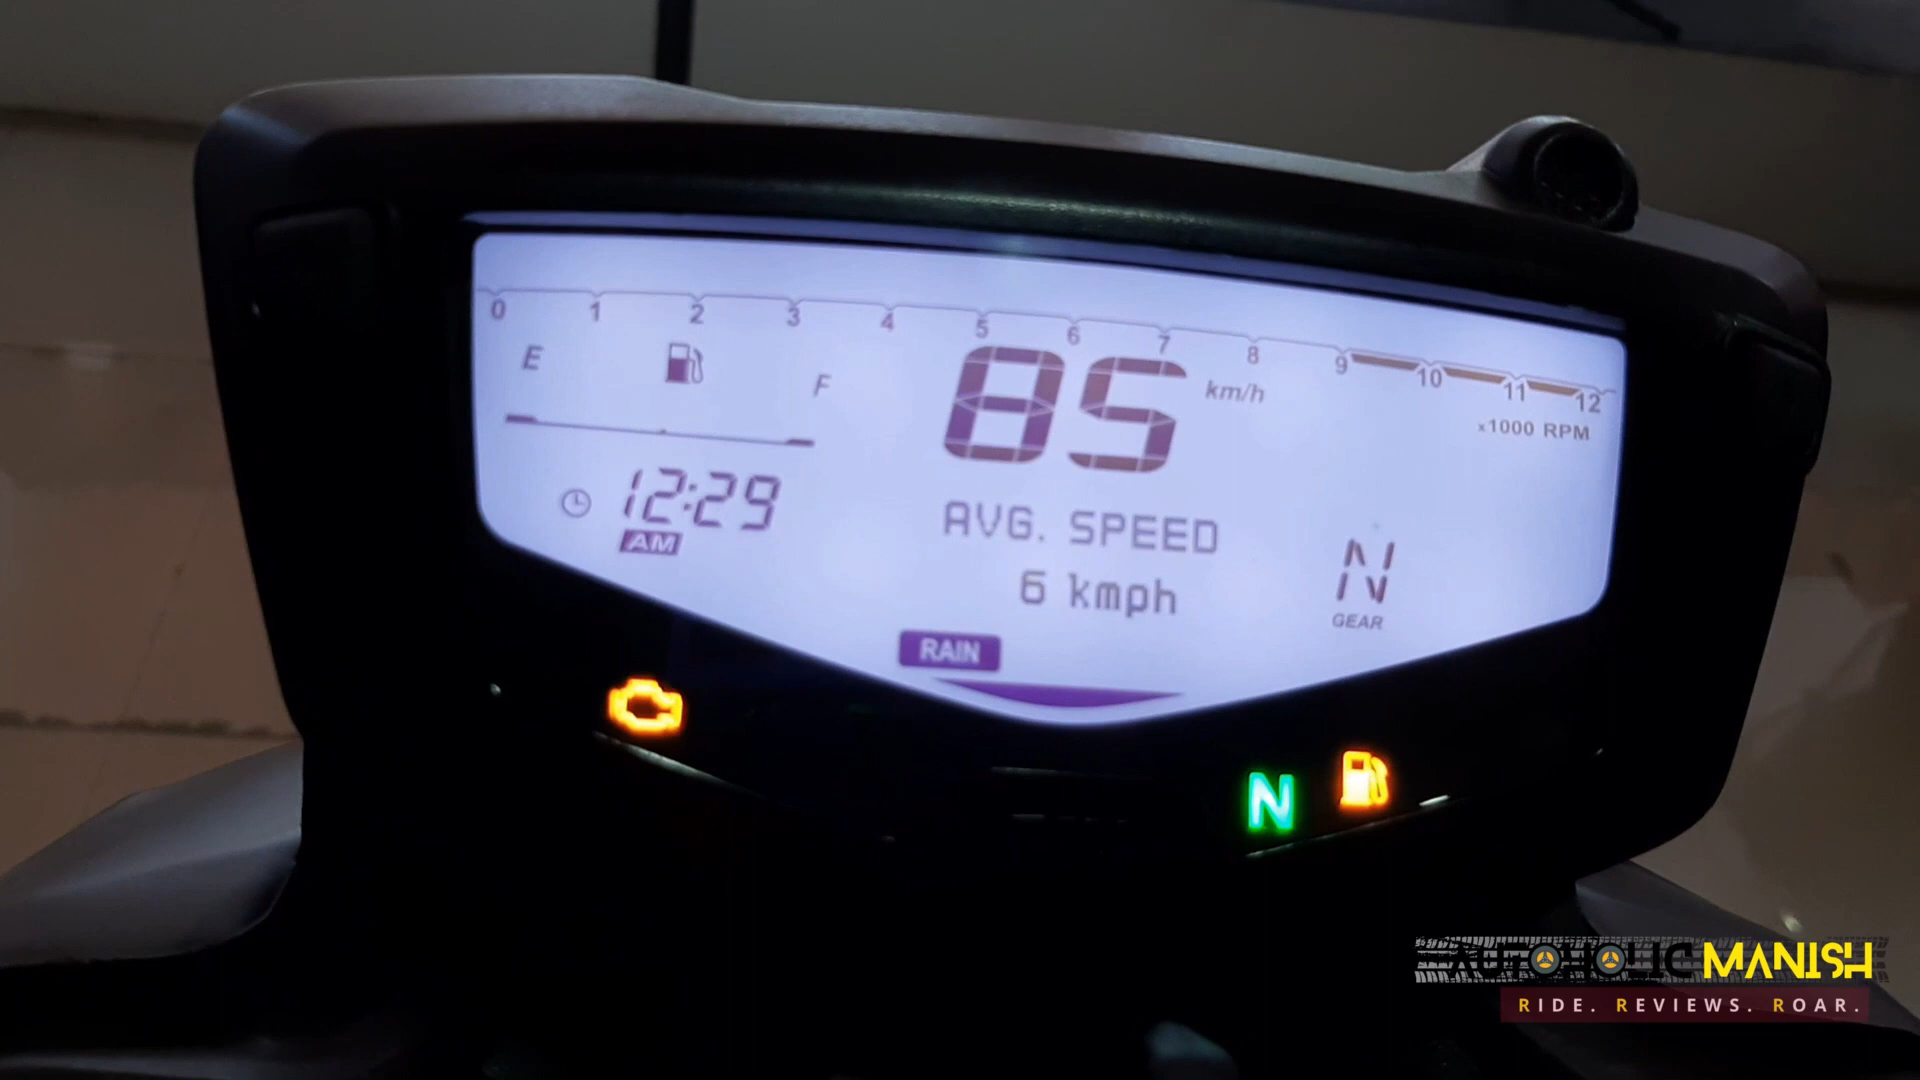 0 1 2 3 4 5 6 7 8 9 10 11 12
x1000 RPM
E F
85 km/h
12:29
AM
AVG. SPEED
6 kmph
N
GEAR
RAIN
N
AUTOHOLIC MANISH
RIDE. REVIEWS. ROAR.